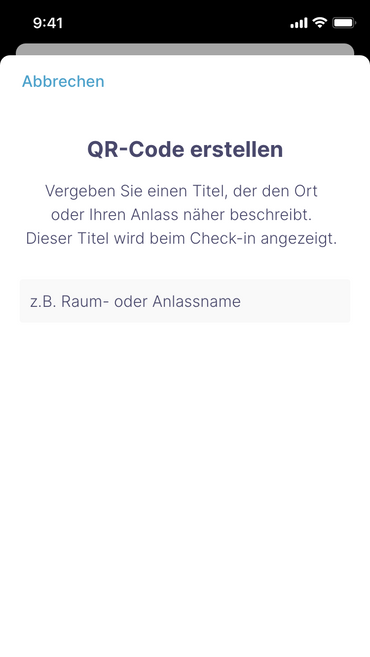 9:41
Abbrechen
QR-Code erstellen
Vergeben Sie einen Titel, der den Ort
oder Ihren Anlass näher beschreibt.
Dieser Titel wird beim Check-in angezeigt.
z.B. Raum- oder Anlassname